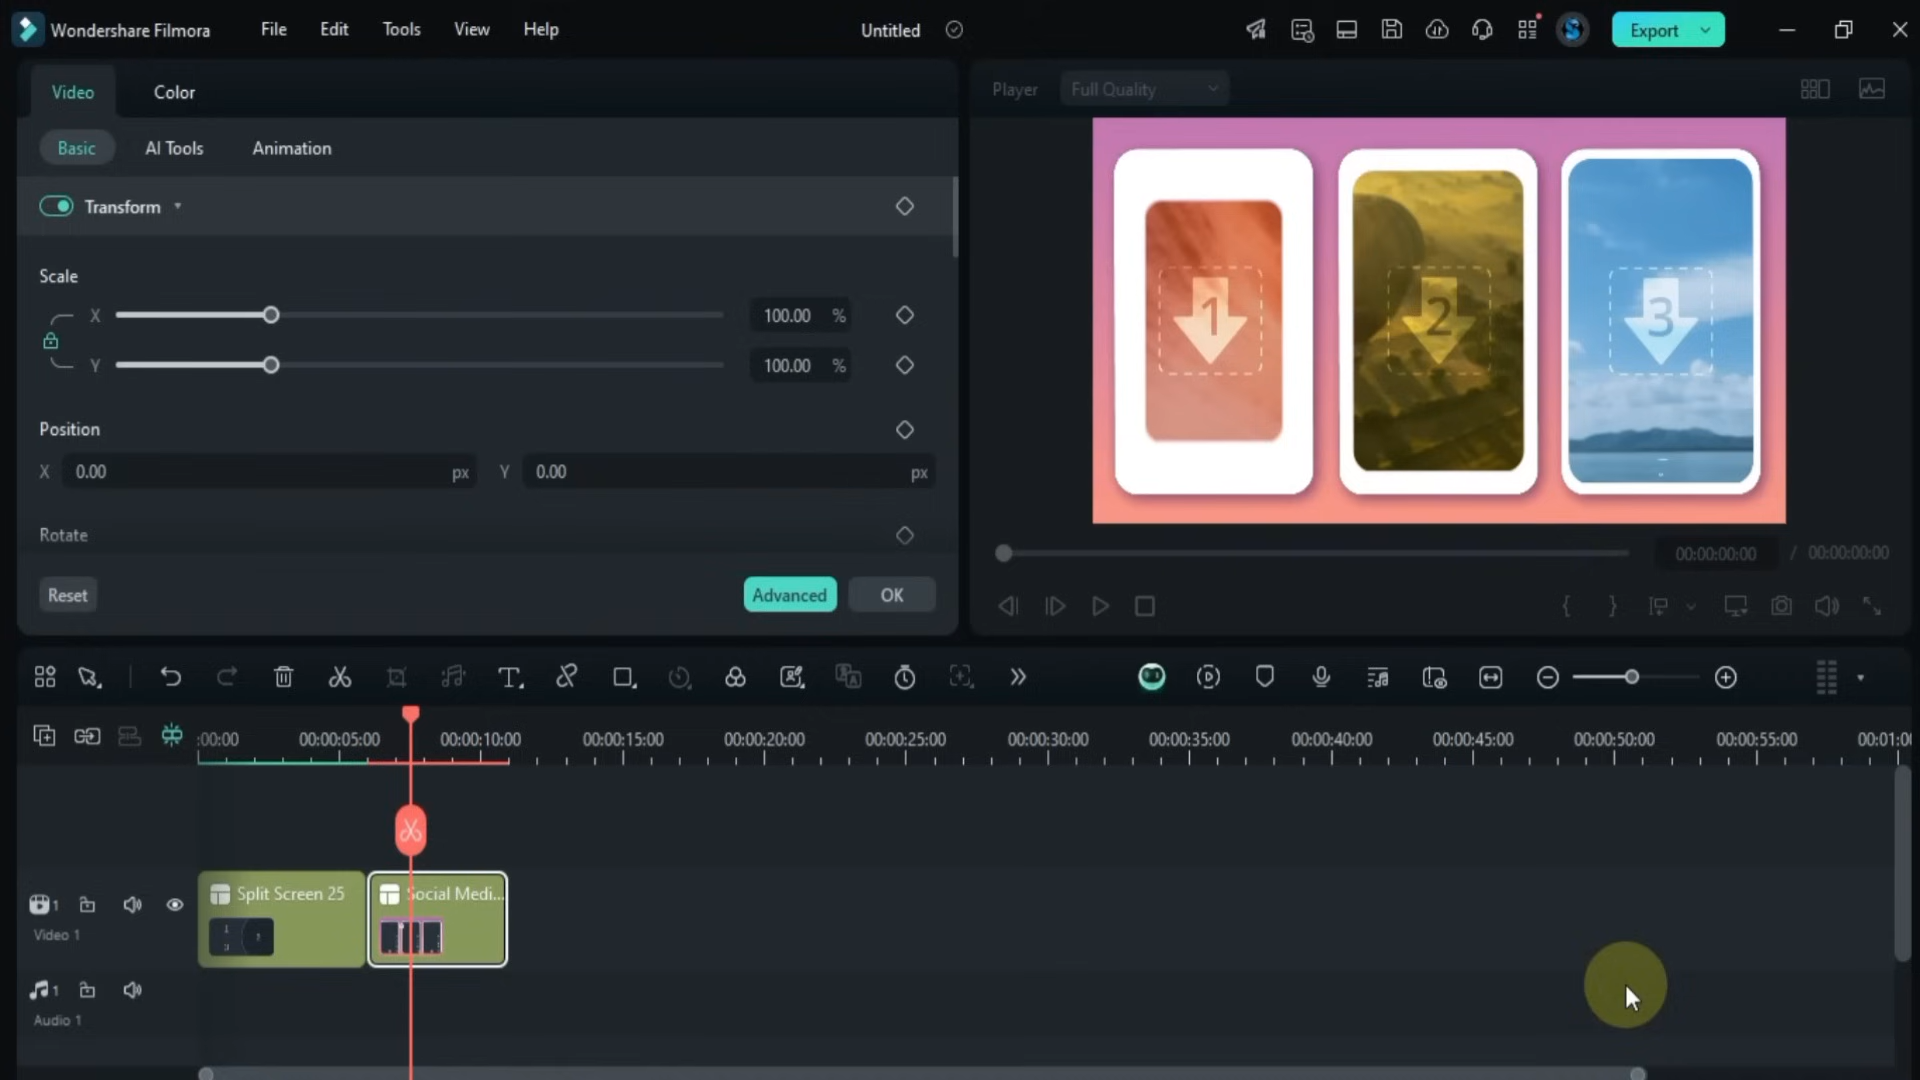 Wondershare Filmora File Edit Tools View Help Untitled Export
Video Color
Player Full Quality
Basic AI Tools Animation
Transform
Scale
X 100.00 %
Y 100.00 %
Position
X 0.00 px Y 0.00 px
Rotate
Reset Advanced OK
1 2 3
00:00:00:00 / 00:00:00:00
:00:00 00:00:05:00 00:00:10:00 00:00:15:00 00:00:20:00 00:00:25:00 00:00:30:00 00:00:35:00 00:00:40:00 00:00:45:00 00:00:50:00 00:00:55:00 00:01:00
Split Screen 25 Social Medi...
1
Video 1
1
Audio 1